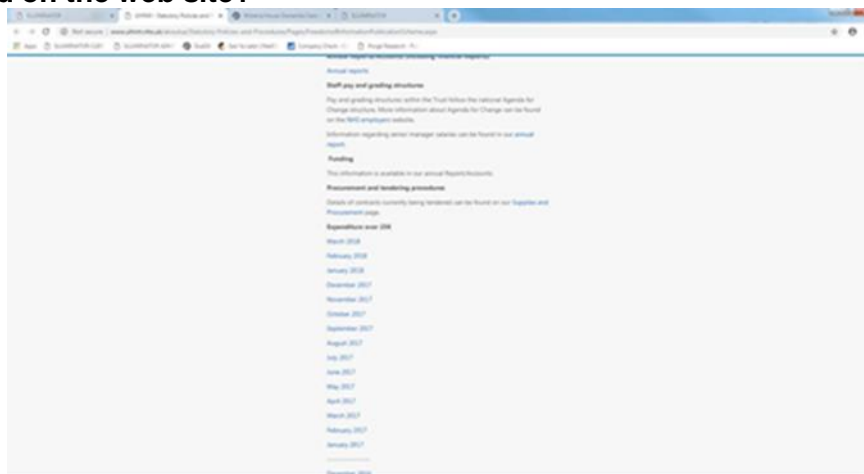 on the web site?
Not secure
Apps
Annual reports
Staff pay and grading structures
Pay and grading structures within the Trust follow the national Agenda for
Change structure. More information about Agenda for Change can be found
on the NHS employers website.
Information regarding senior manager salaries can be found in our annual
report.
Funding
This information is available in our annual Reports/Accounts.
Procurement and tendering procedures
Details of contracts currently being tendered can be found on our Supplies and
Procurement page.
Expenditure over 25K
March 2018
February 2018
January 2018
December 2017
November 2017
October 2017
September 2017
August 2017
July 2017
June 2017
May 2017
April 2017
March 2017
February 2017
January 2017
December 2016